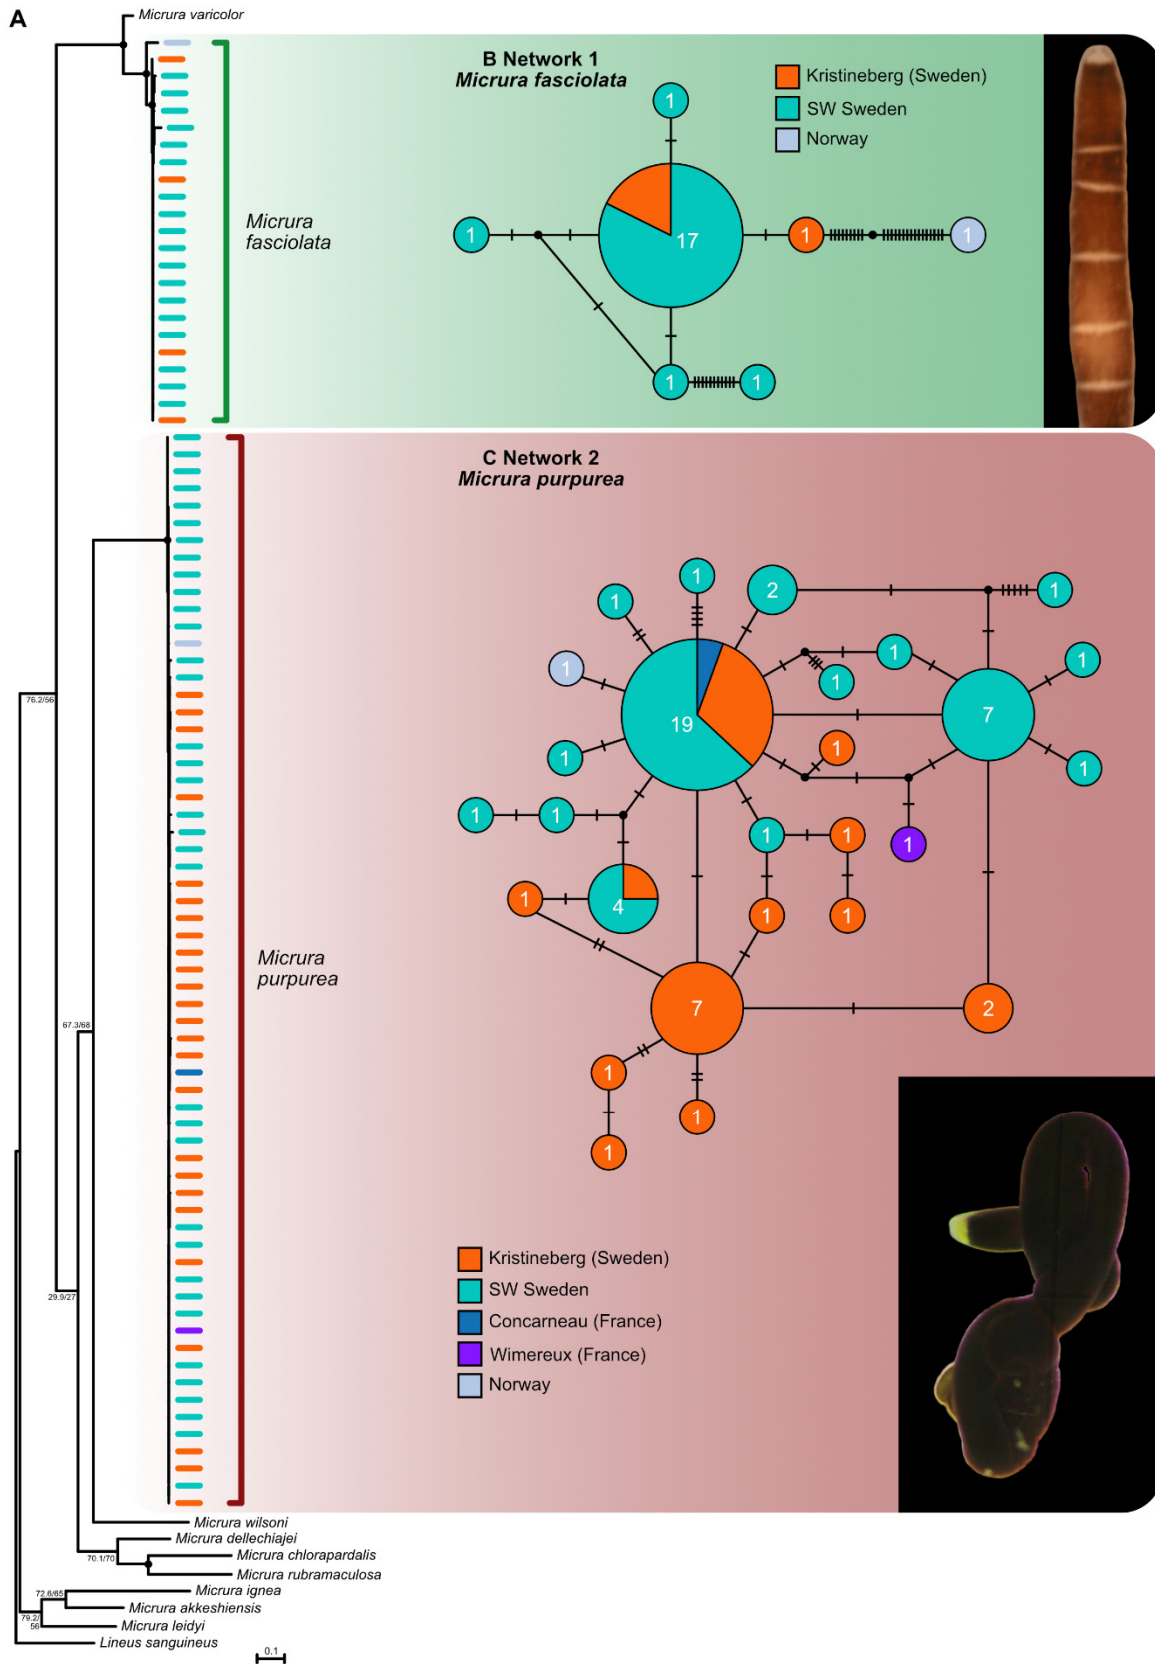 A
Micrura varicolor
B Network 1
Micrura fasciolata
Kristineberg (Sweden)
SW Sweden
Norway
1
17
1
1
1
1
1
Micrura
fasciolata
C Network 2
Micrura purpurea
1
2
1
1
1
1
1
1
19
7
1
1
1
1
1
1
1
1
4
1
1
1
7
2
1
1
1
Micrura
purpurea
76.2/56
67.3/68
29.9/27
Kristineberg (Sweden)
SW Sweden
Concarneau (France)
Wimereux (France)
Norway
Micrura wilsoni
Micrura dellechiajei
70.1/70
Micrura chlorapardalis
Micrura rubramaculosa
72.6/65
Micrura ignea
Micrura akkeshiensis
79.2/
56
Micrura leidyi
Lineus sanguineus
0.1